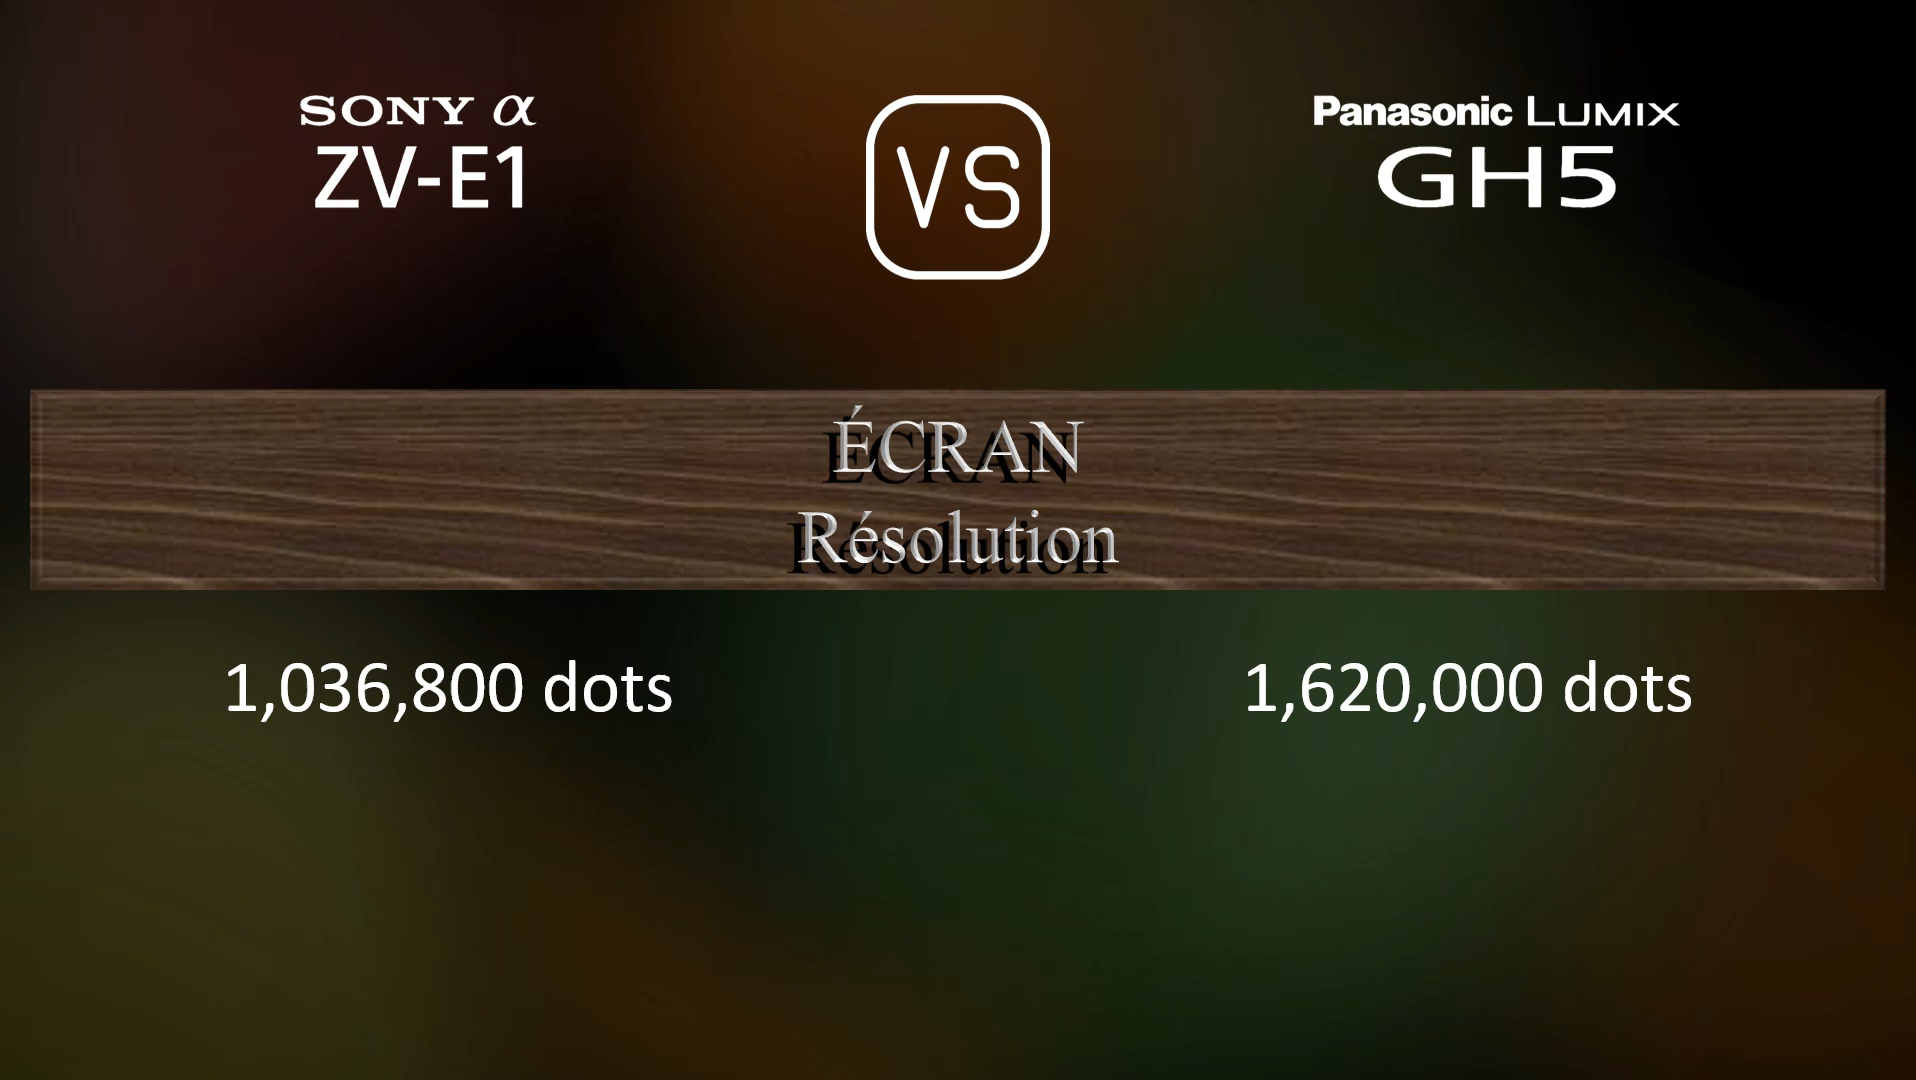 SONY α
ZV-E1
VS
Panasonic LUMIX
GH5
ÉCRAN
Résolution
1,036,800 dots
1,620,000 dots